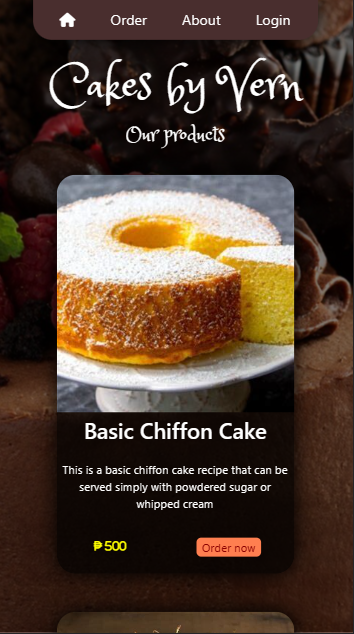 Order About Login
Cakes by Vern
Our products
Basic Chiffon Cake
This is a basic chiffon cake recipe that can be
served simply with powdered sugar or
whipped cream
₱ 500 Order now